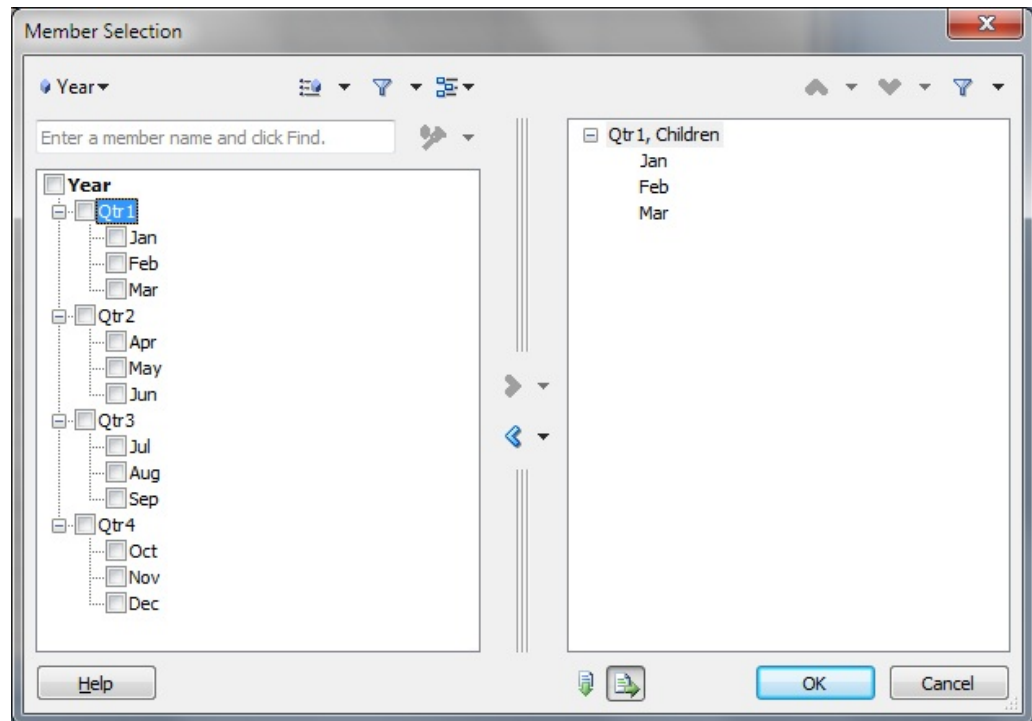 Member Selection
Year
Enter a member name and click Find.
Year
Qtr1
Jan
Feb
Mar
Qtr2
Apr
May
Jun
Qtr3
Jul
Aug
Sep
Qtr4
Oct
Nov
Dec
Qtr1, Children
Jan
Feb
Mar
Help
OK
Cancel